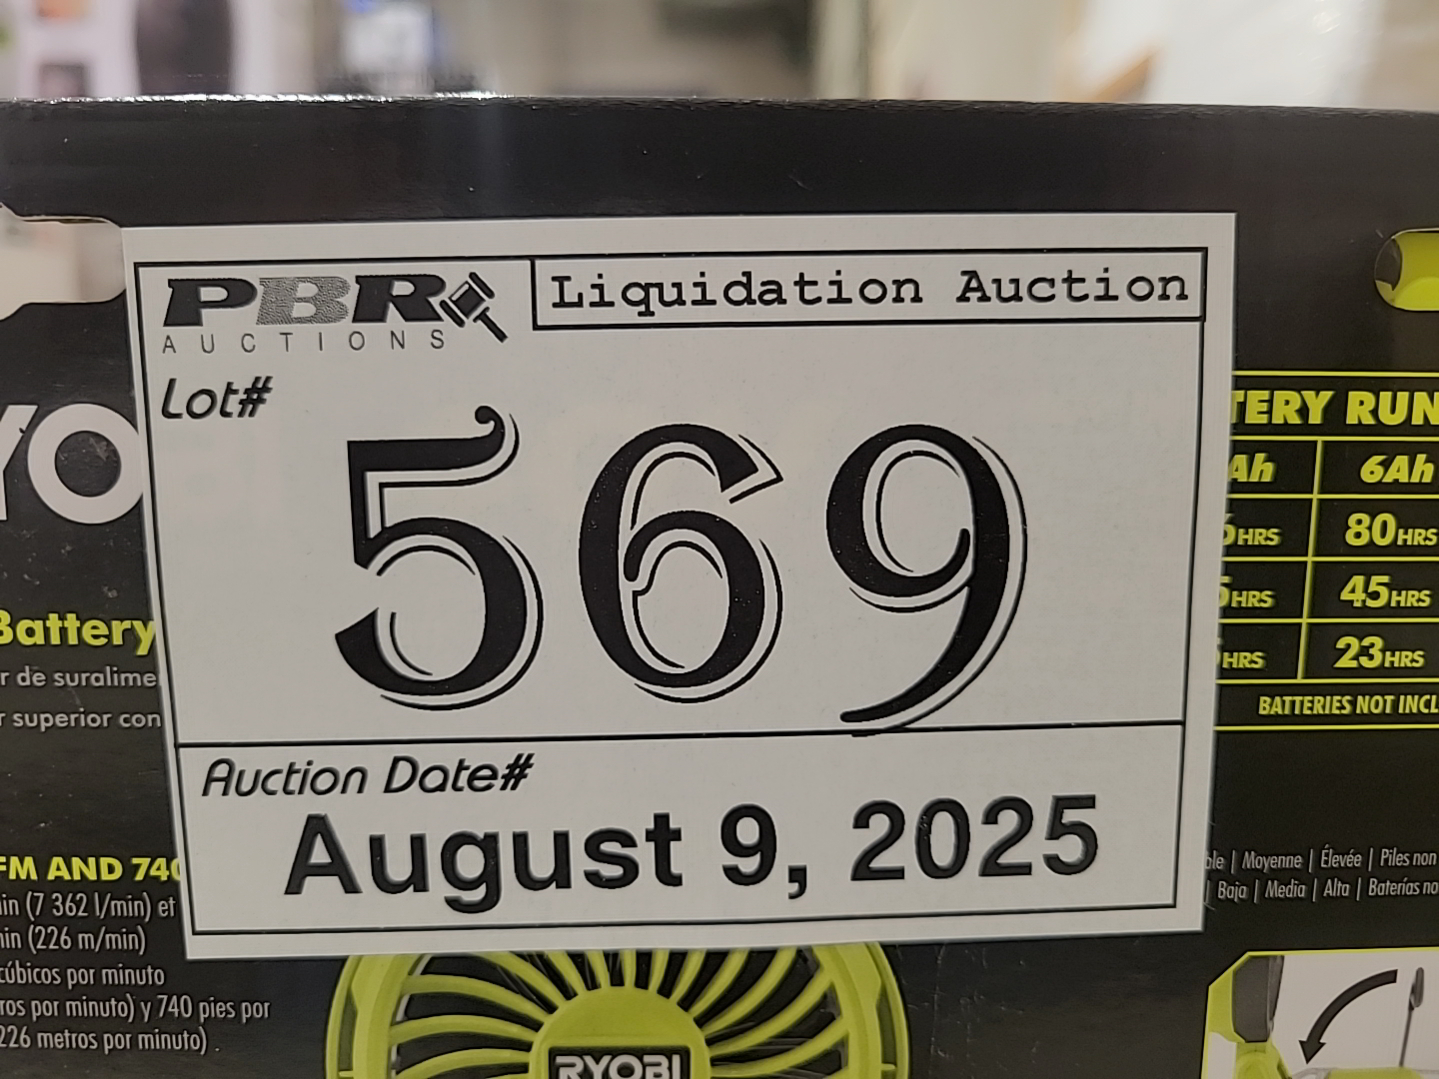 PBR
AUCTIONS
Liquidation Auction
Lot#
569
Auction Date#
August 9, 2025
YO
Battery
r de suralime
r superior con
FM AND 740
in (7 362 l/min) et
in (226 m/min)
cúbicos por minuto
ros por minuto) y 740 pies por
226 metros por minuto)
RYOBI
TERY RUN
Ah 6Ah
HRS 80HRS
5HRS 45HRS
HRS 23HRS
BATTERIES NOT INCL
ble | Moyenne | Élevée | Piles non
| Baja | Media | Alta | Baterías no